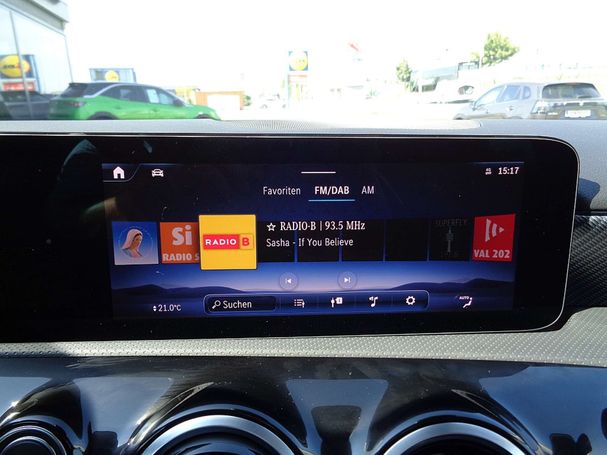 15:17
Favoriten FM/DAB AM
RADIO-B | 93.5 MHz
Sasha - If You Believe
Si
RADIO S
RADIO B
SUPERFLY
VAL 202
21.0°C
Suchen
AUTO